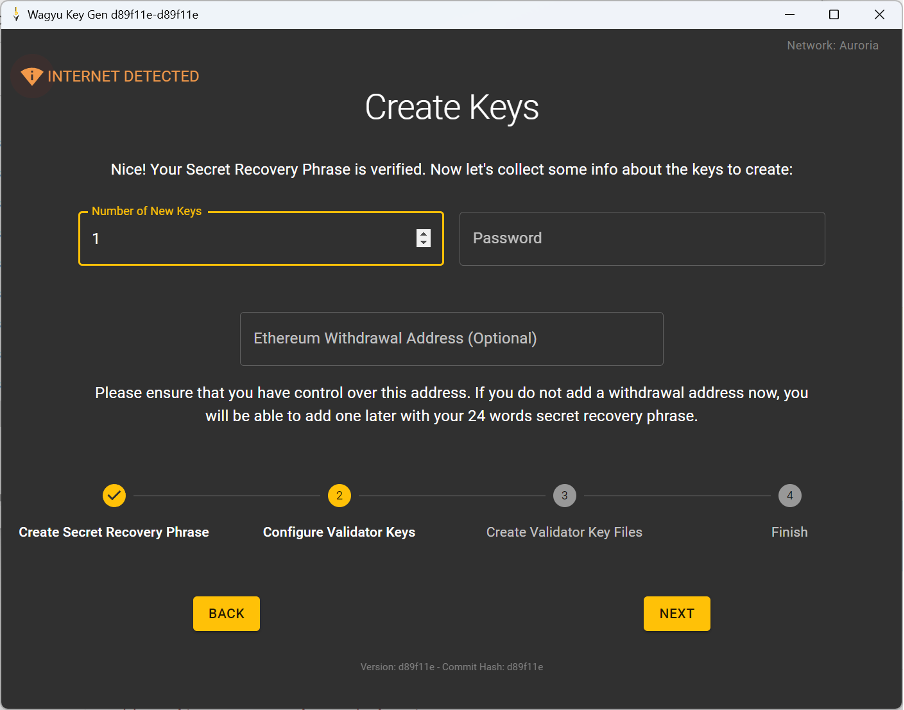 Wagyu Key Gen d89f11e-d89f11e
Network: Auroria
INTERNET DETECTED
Create Keys
Nice! Your Secret Recovery Phrase is verified. Now let's collect some info about the keys to create:
Number of New Keys
1
Password
Ethereum Withdrawal Address (Optional)
Please ensure that you have control over this address. If you do not add a withdrawal address now, you
will be able to add one later with your 24 words secret recovery phrase.
2
3
4
Create Secret Recovery Phrase
Configure Validator Keys
Create Validator Key Files
Finish
BACK
NEXT
Version: d89f11e - Commit Hash: d89f11e